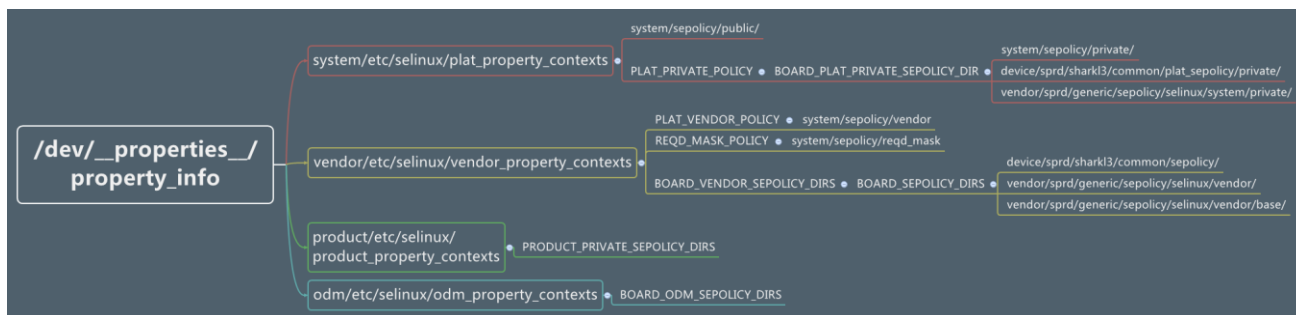 /dev/__properties__/
property_info
system/etc/selinux/plat_property_contexts
system/sepolicy/public/
PLAT_PRIVATE_POLICY
BOARD_PLAT_PRIVATE_SEPOLICY_DIR
system/sepolicy/private/
device/sprd/sharkl3/common/plat_sepolicy/private/
vendor/sprd/generic/sepolicy/selinux/system/private/
vendor/etc/selinux/vendor_property_contexts
PLAT_VENDOR_POLICY
system/sepolicy/vendor
REQD_MASK_POLICY
system/sepolicy/reqd_mask
BOARD_VENDOR_SEPOLICY_DIRS
BOARD_SEPOLICY_DIRS
device/sprd/sharkl3/common/sepolicy/
vendor/sprd/generic/sepolicy/selinux/vendor/
vendor/sprd/generic/sepolicy/selinux/vendor/base/
product/etc/selinux/
product_property_contexts
PRODUCT_PRIVATE_SEPOLICY_DIRS
odm/etc/selinux/odm_property_contexts
BOARD_ODM_SEPOLICY_DIRS